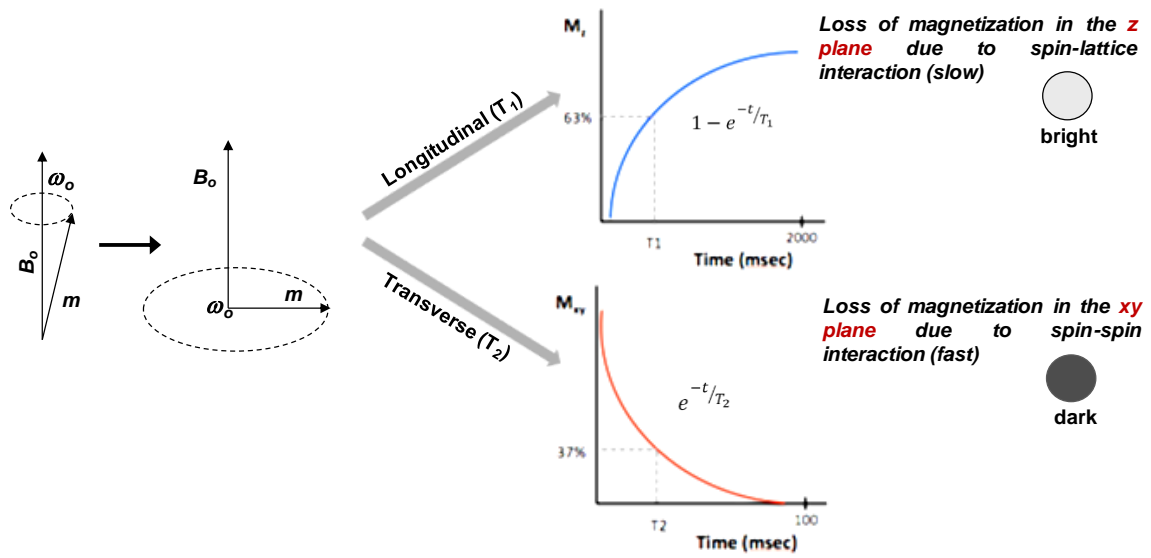 ωo
Bo
m
Bo
ωo
m
Longitudinal (T1)
Transverse (T2)
Mz
63%
1 − e^−t/T1
T1
2000
Time (msec)
Loss of magnetization in the z
plane due to spin-lattice
interaction (slow)
bright
Mxy
37%
e^−t/T2
T2
100
Time (msec)
Loss of magnetization in the xy
plane due to spin-spin
interaction (fast)
dark